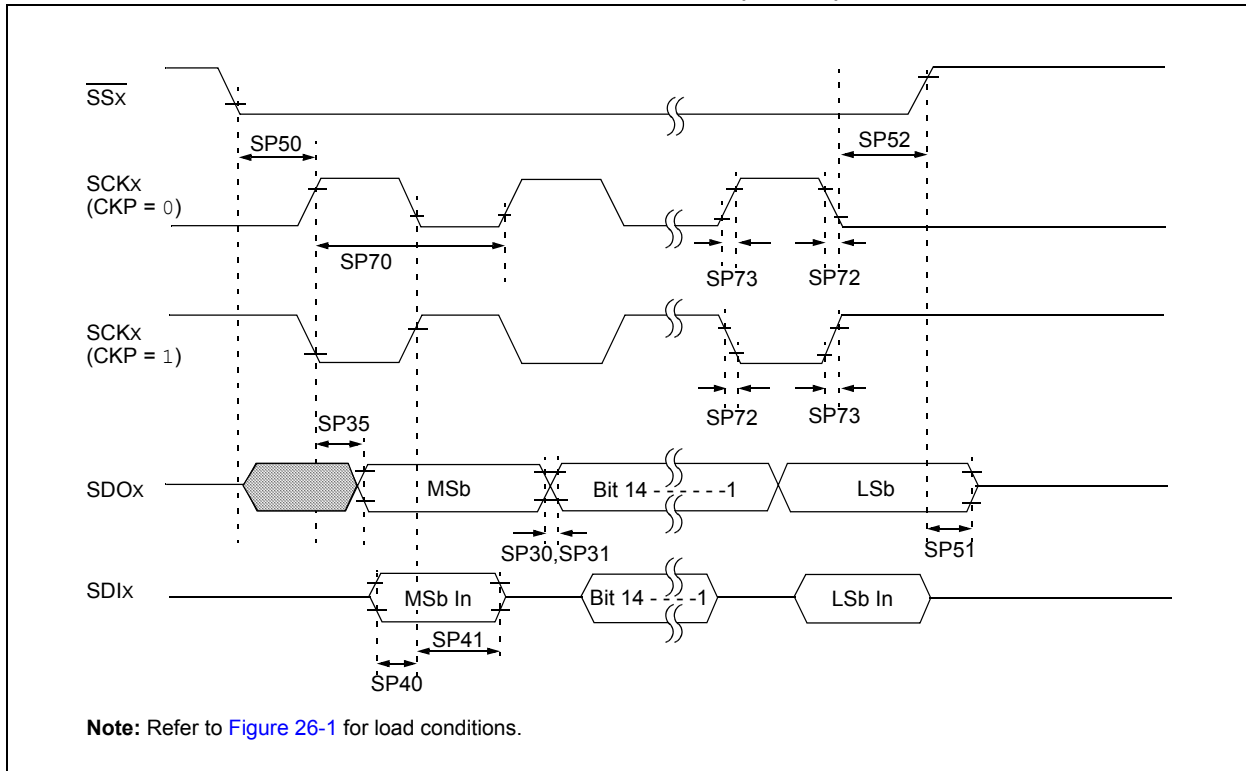 SSx
SP50
SP52
SCKx
(CKP = 0)
SP70
SP73
SP72
SCKx
(CKP = 1)
SP72
SP73
SP35
SDOx
MSb
Bit 14 - - - - - -1
LSb
SP30,SP31
SP51
SDIx
MSb In
Bit 14 - - - -1
LSb In
SP41
SP40
Note: Refer to Figure 26-1 for load conditions.